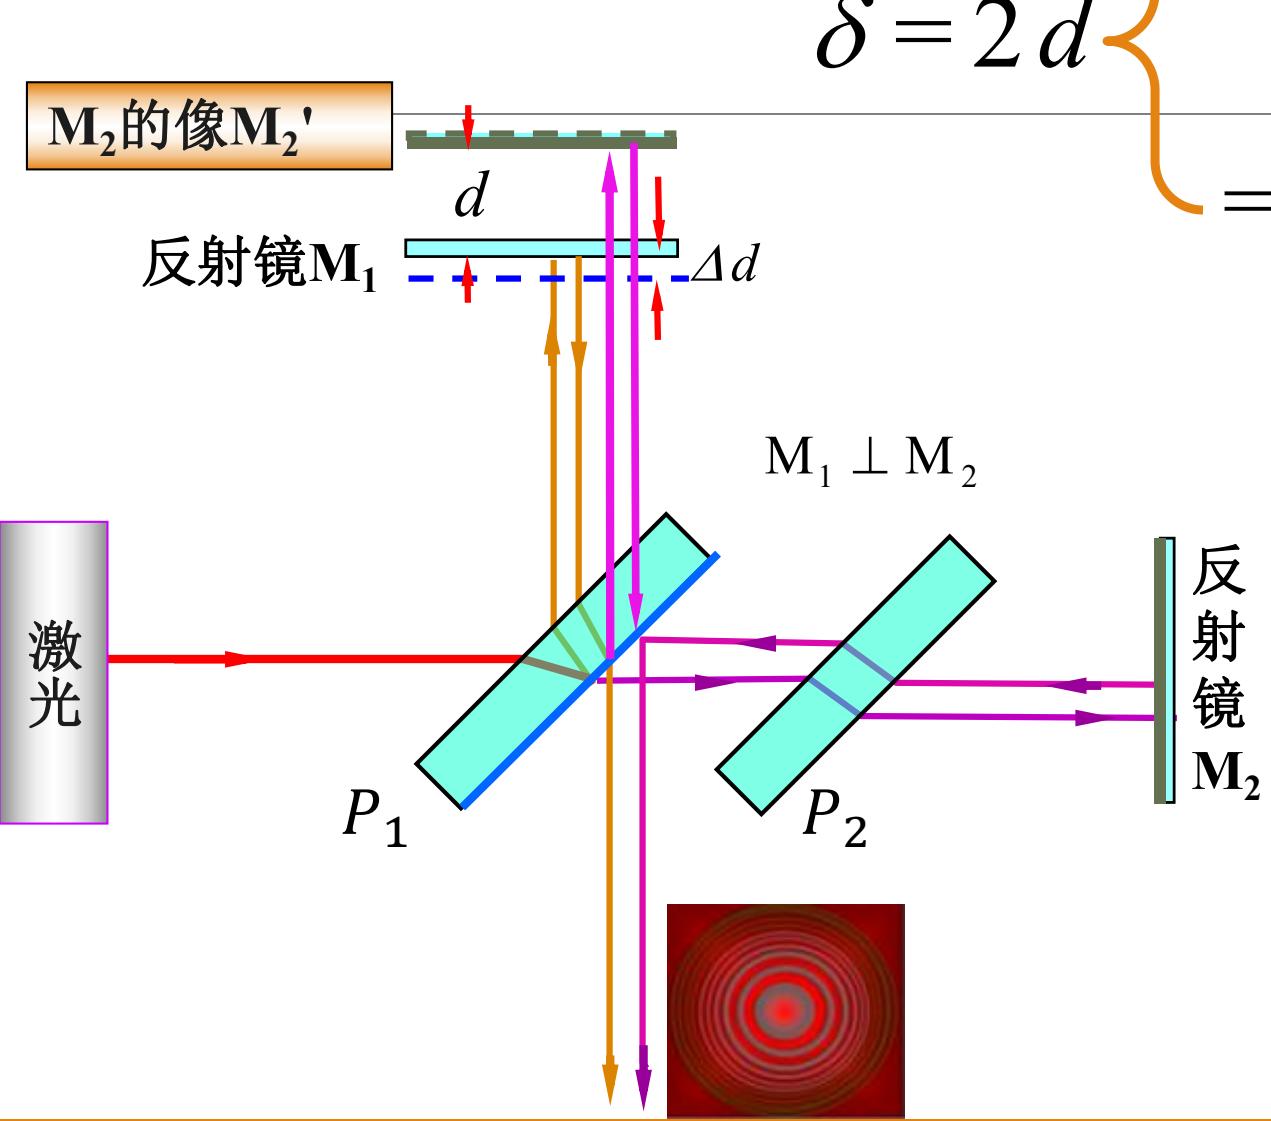 δ = 2 d
=
M₂的像M₂'
d
反射镜M₁
Δd
M₁ ⊥ M₂
激
光
反
射
镜
M₂
P₁
P₂